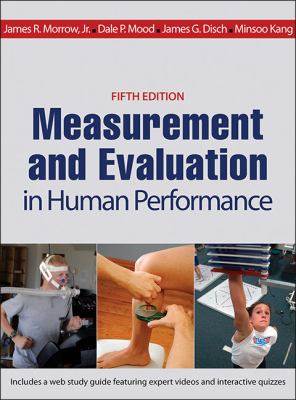 James R. Morrow, Jr. ▪ Dale P. Mood ▪ James G. Disch ▪ Minsoo Kang
FIFTH EDITION
Measurement
and Evaluation
in Human Performance
Includes a web study guide featuring expert videos and interactive quizzes